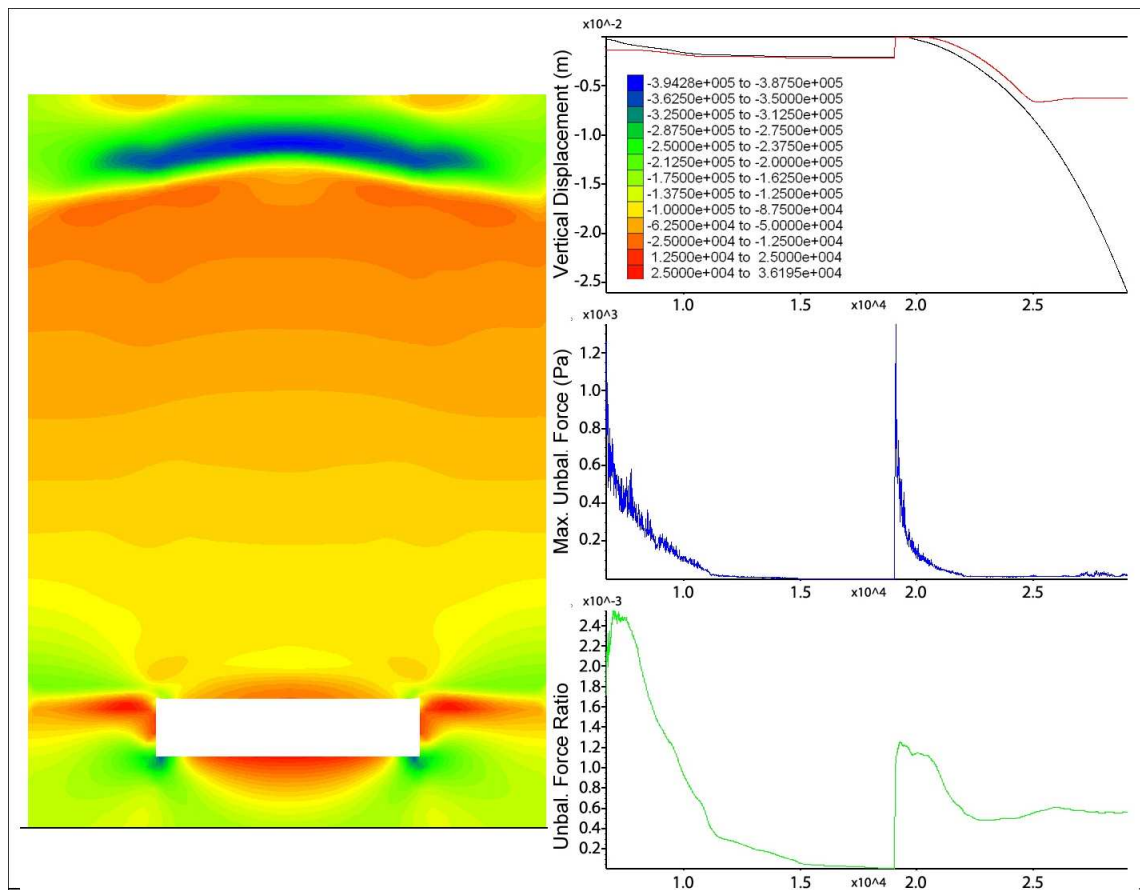 x10^-2
Vertical Displacement (m)
-0.5
-1.0
-1.5
-2.0
-2.5
-3.9428e+005 to -3.8750e+005
-3.6250e+005 to -3.5000e+005
-3.2500e+005 to -3.1250e+005
-2.8750e+005 to -2.7500e+005
-2.5000e+005 to -2.3750e+005
-2.1250e+005 to -2.0000e+005
-1.7500e+005 to -1.6250e+005
-1.3750e+005 to -1.2500e+005
-1.0000e+005 to -8.7500e+004
-6.2500e+004 to -5.0000e+004
-2.5000e+004 to -1.2500e+004
1.2500e+004 to 2.5000e+004
2.5000e+004 to 3.6195e+004
1.0 1.5 x10^4 2.0 2.5
x10^3
Max. Unbal. Force (Pa)
1.2
1.0
0.8
0.6
0.4
0.2
1.0 x10^4 2.0 2.5
x10^-3
Unbal. Force Ratio
2.4
2.2
2.0
1.8
1.6
1.4
1.2
1.0
0.8
0.6
0.4
0.2
1.0 1.5 x10^4 2.0 2.5